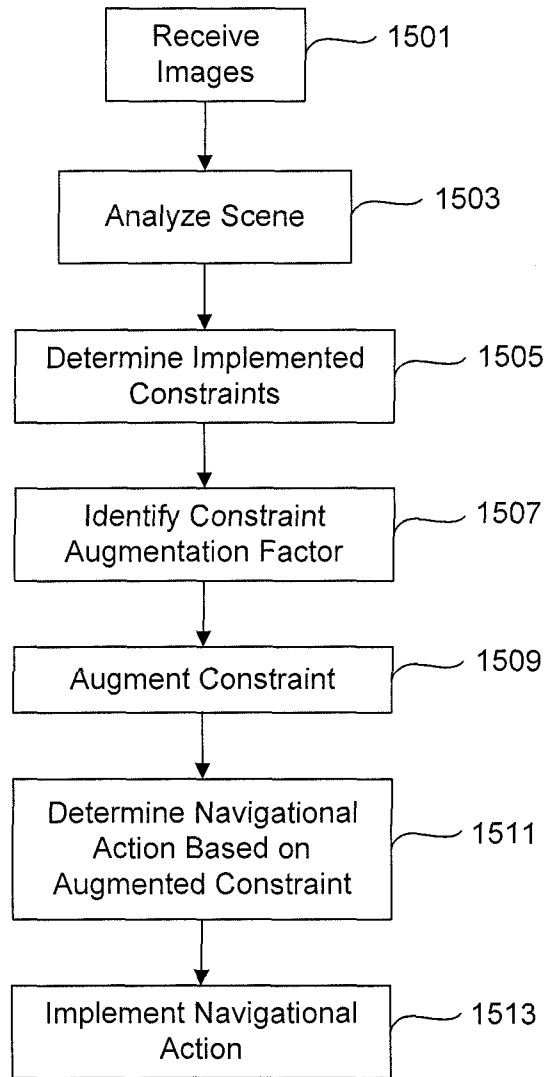 Receive
Images
1501
Analyze Scene
1503
Determine Implemented
Constraints
1505
Identify Constraint
Augmentation Factor
1507
Augment Constraint
1509
Determine Navigational
Action Based on
Augmented Constraint
1511
Implement Navigational
Action
1513